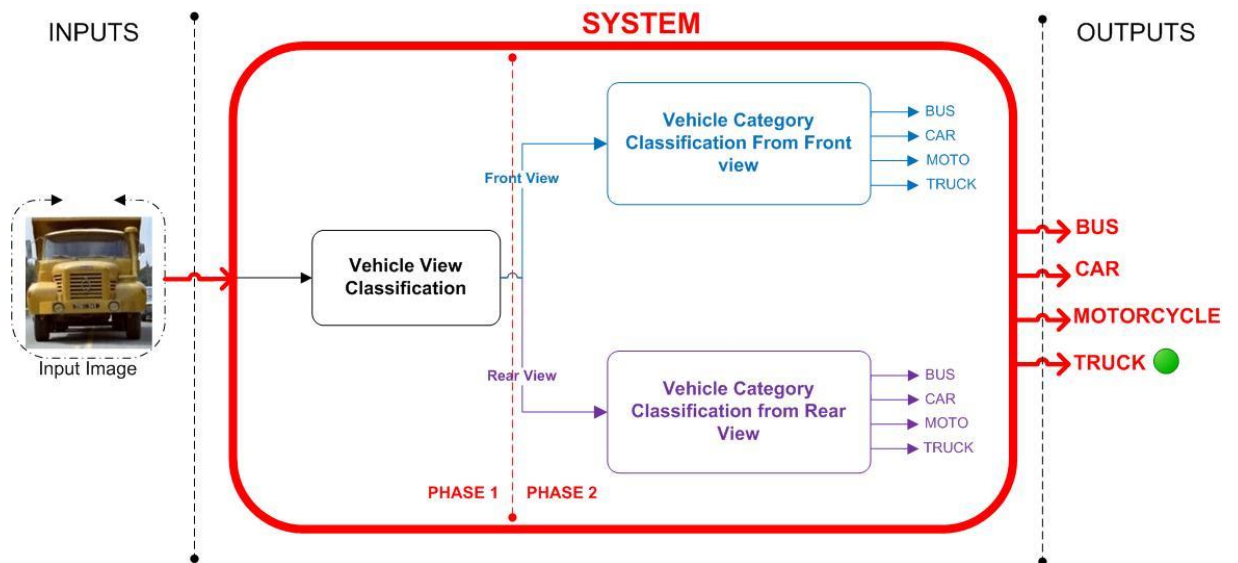 INPUTS
SYSTEM
OUTPUTS
Vehicle Category
Classification From Front
view
BUS
CAR
MOTO
TRUCK
Front View
Vehicle View
Classification
Input Image
Rear View
Vehicle Category
Classification from Rear
View
BUS
CAR
MOTO
TRUCK
PHASE 1
PHASE 2
BUS
CAR
MOTORCYCLE
TRUCK